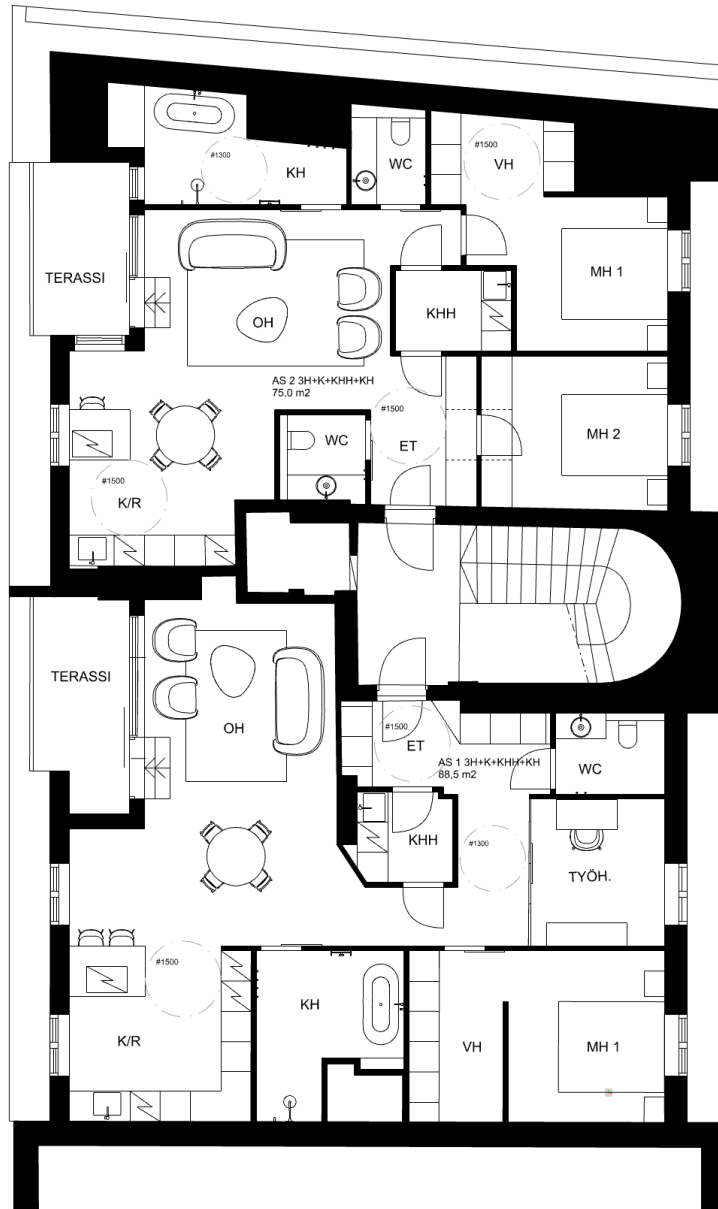 #1300
KH
WC
#1500
VH
TERASSI
MH 1
OH
KHH
AS 2 3H+K+KHH+KH
75,0 m2
#1500
ET
WC
MH 2
#1500
K/R
TERASSI
OH
#1500
ET
AS 1 3H+K+KHH+KH
88,5 m2
WC
KHH
#1300
TYÖH.
#1500
KH
K/R
VH
MH 1